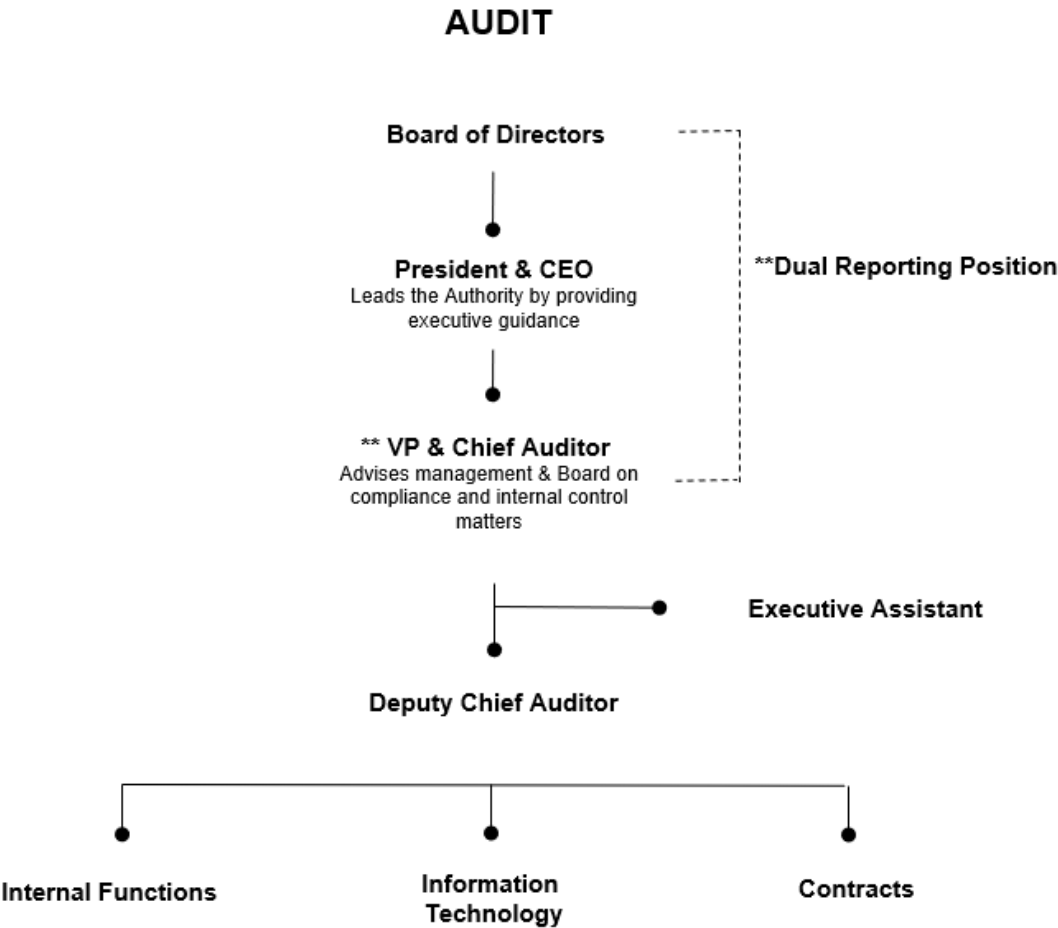 AUDIT
Board of Directors
President & CEO
Leads the Authority by providing
executive guidance
**Dual Reporting Position
** VP & Chief Auditor
Advises management & Board on
compliance and internal control
matters
Executive Assistant
Deputy Chief Auditor
Internal Functions
Information
Technology
Contracts